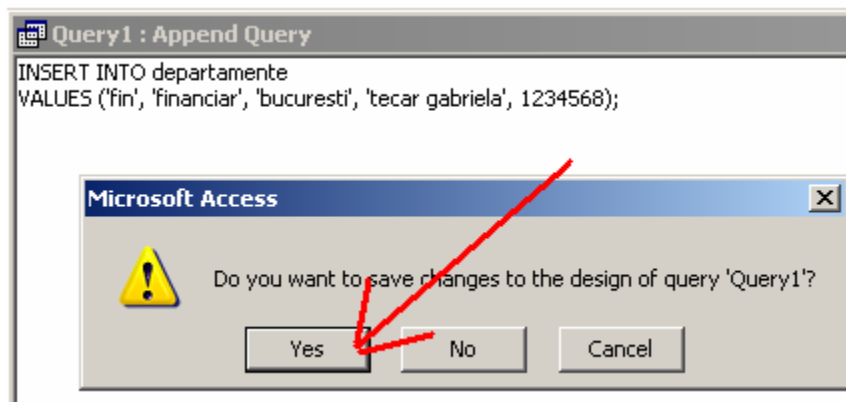 Query1 : Append Query
INSERT INTO departamente
VALUES ('fin', 'financiar', 'bucuresti', 'tecar gabriela', 1234568);
Microsoft Access
Do you want to save changes to the design of query 'Query1'?
Yes No Cancel